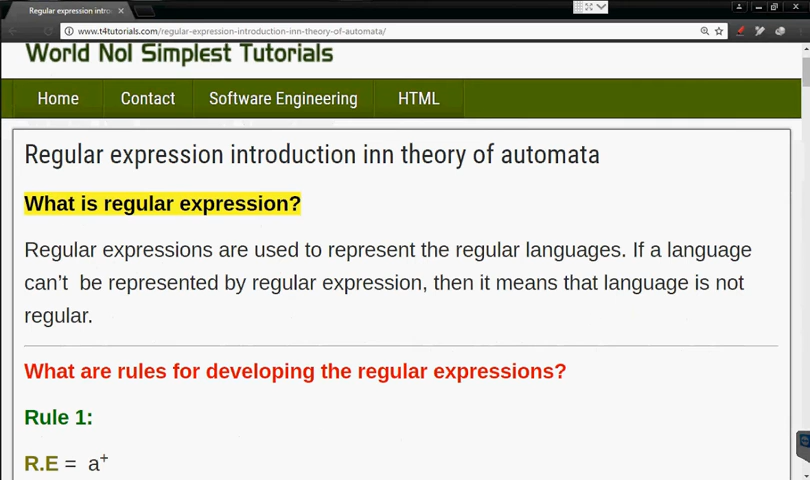 Regular expression intro
www.t4tutorials.com/regular-expression-introduction-inn-theory-of-automata/
World No1 Simplest Tutorials
Home Contact Software Engineering HTML
Regular expression introduction inn theory of automata
What is regular expression?
Regular expressions are used to represent the regular languages. If a language
can’t be represented by regular expression, then it means that language is not
regular.
What are rules for developing the regular expressions?
Rule 1:
R.E = a⁺